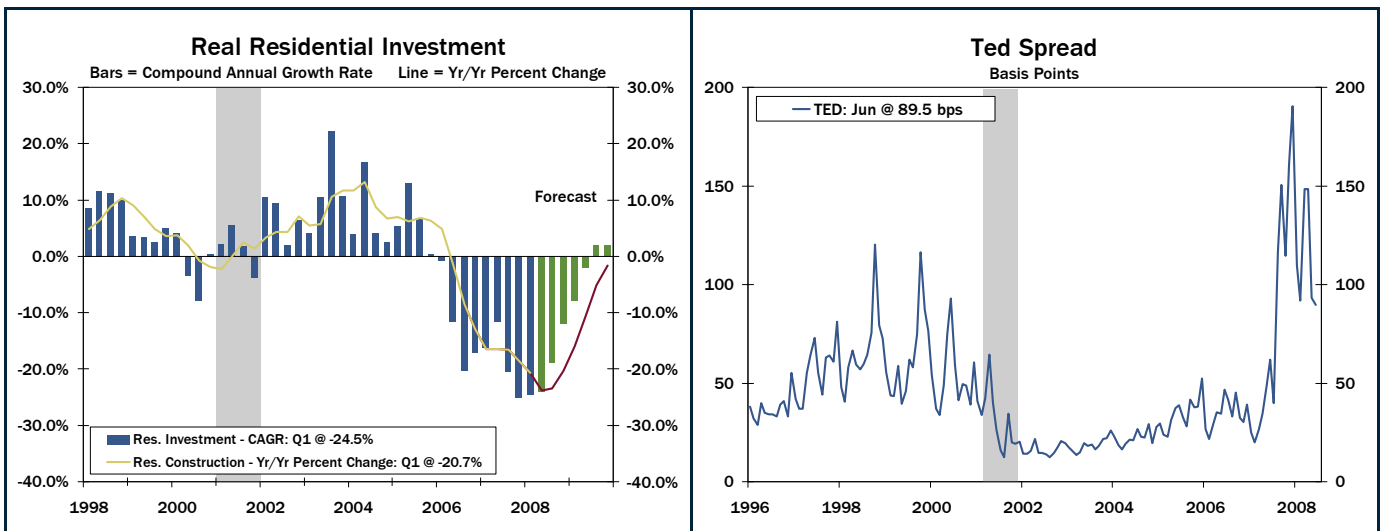 Real Residential Investment
Bars = Compound Annual Growth Rate Line = Yr/Yr Percent Change
30.0%
20.0%
10.0%
0.0%
-10.0%
-20.0%
-30.0%
-40.0%
30.0%
20.0%
10.0%
0.0%
-10.0%
-20.0%
-30.0%
-40.0%
Forecast
Res. Investment - CAGR: Q1 @ -24.5%
Res. Construction - Yr/Yr Percent Change: Q1 @ -20.7%
1998 2000 2002 2004 2006 2008
Ted Spread
Basis Points
200
150
100
50
0
200
150
100
50
0
TED: Jun @ 89.5 bps
1996 1998 2000 2002 2004 2006 2008